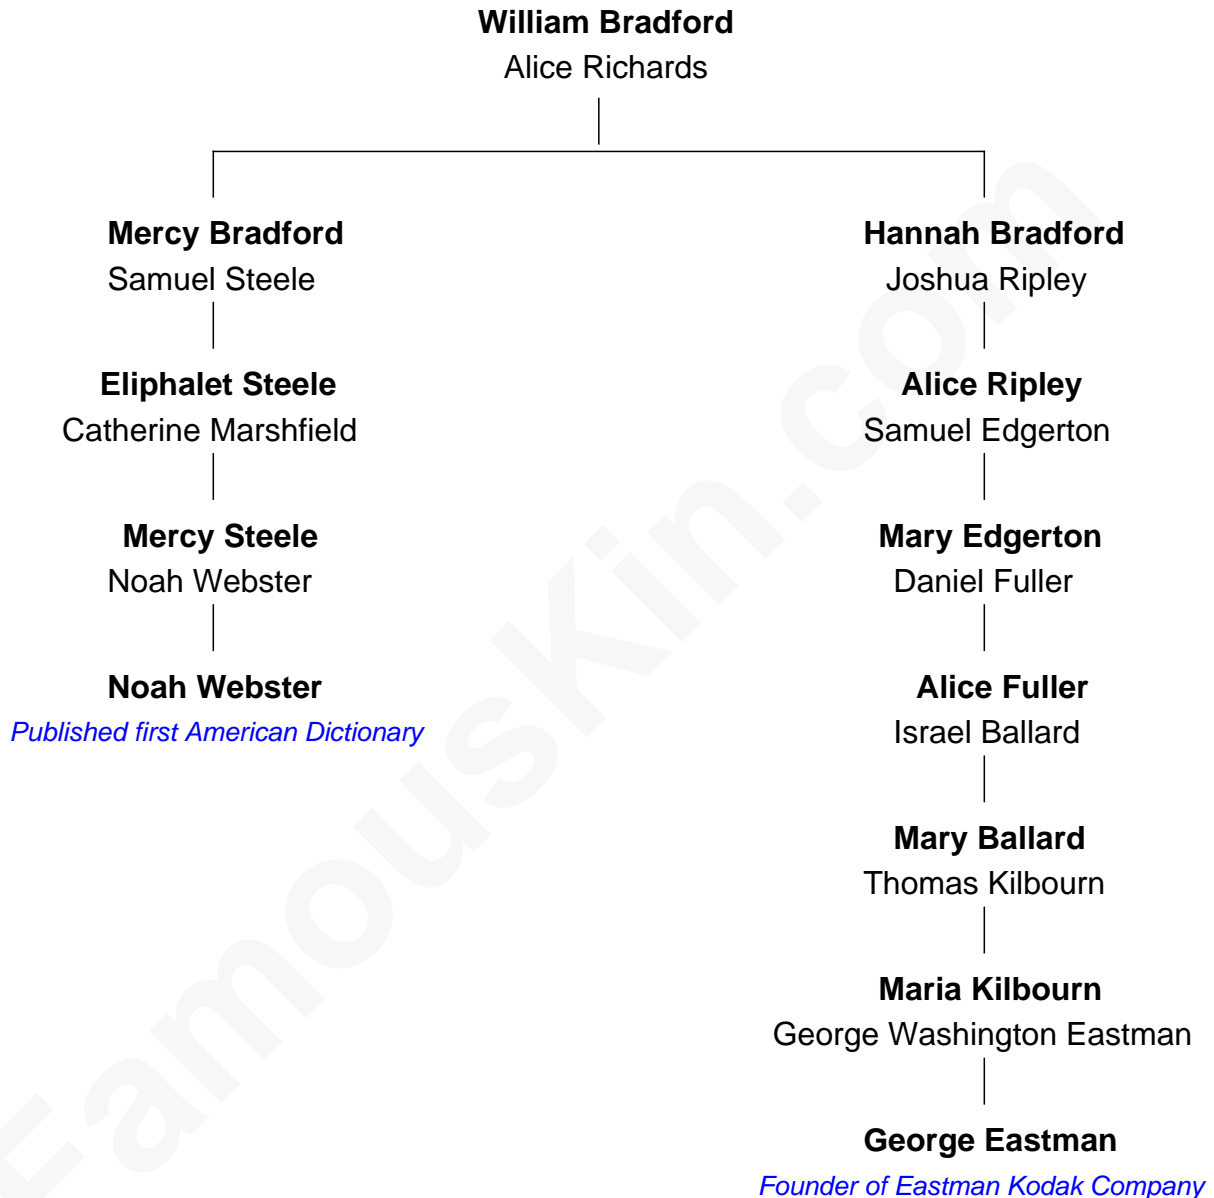 William Bradford
Alice Richards
Mercy Bradford
Samuel Steele
Hannah Bradford
Joshua Ripley
Eliphalet Steele
Catherine Marshfield
Alice Ripley
Samuel Edgerton
Mercy Steele
Noah Webster
Mary Edgerton
Daniel Fuller
Noah Webster
Published first American Dictionary
Alice Fuller
Israel Ballard
Mary Ballard
Thomas Kilbourn
Maria Kilbourn
George Washington Eastman
George Eastman
Founder of Eastman Kodak Company
FamousKin.com